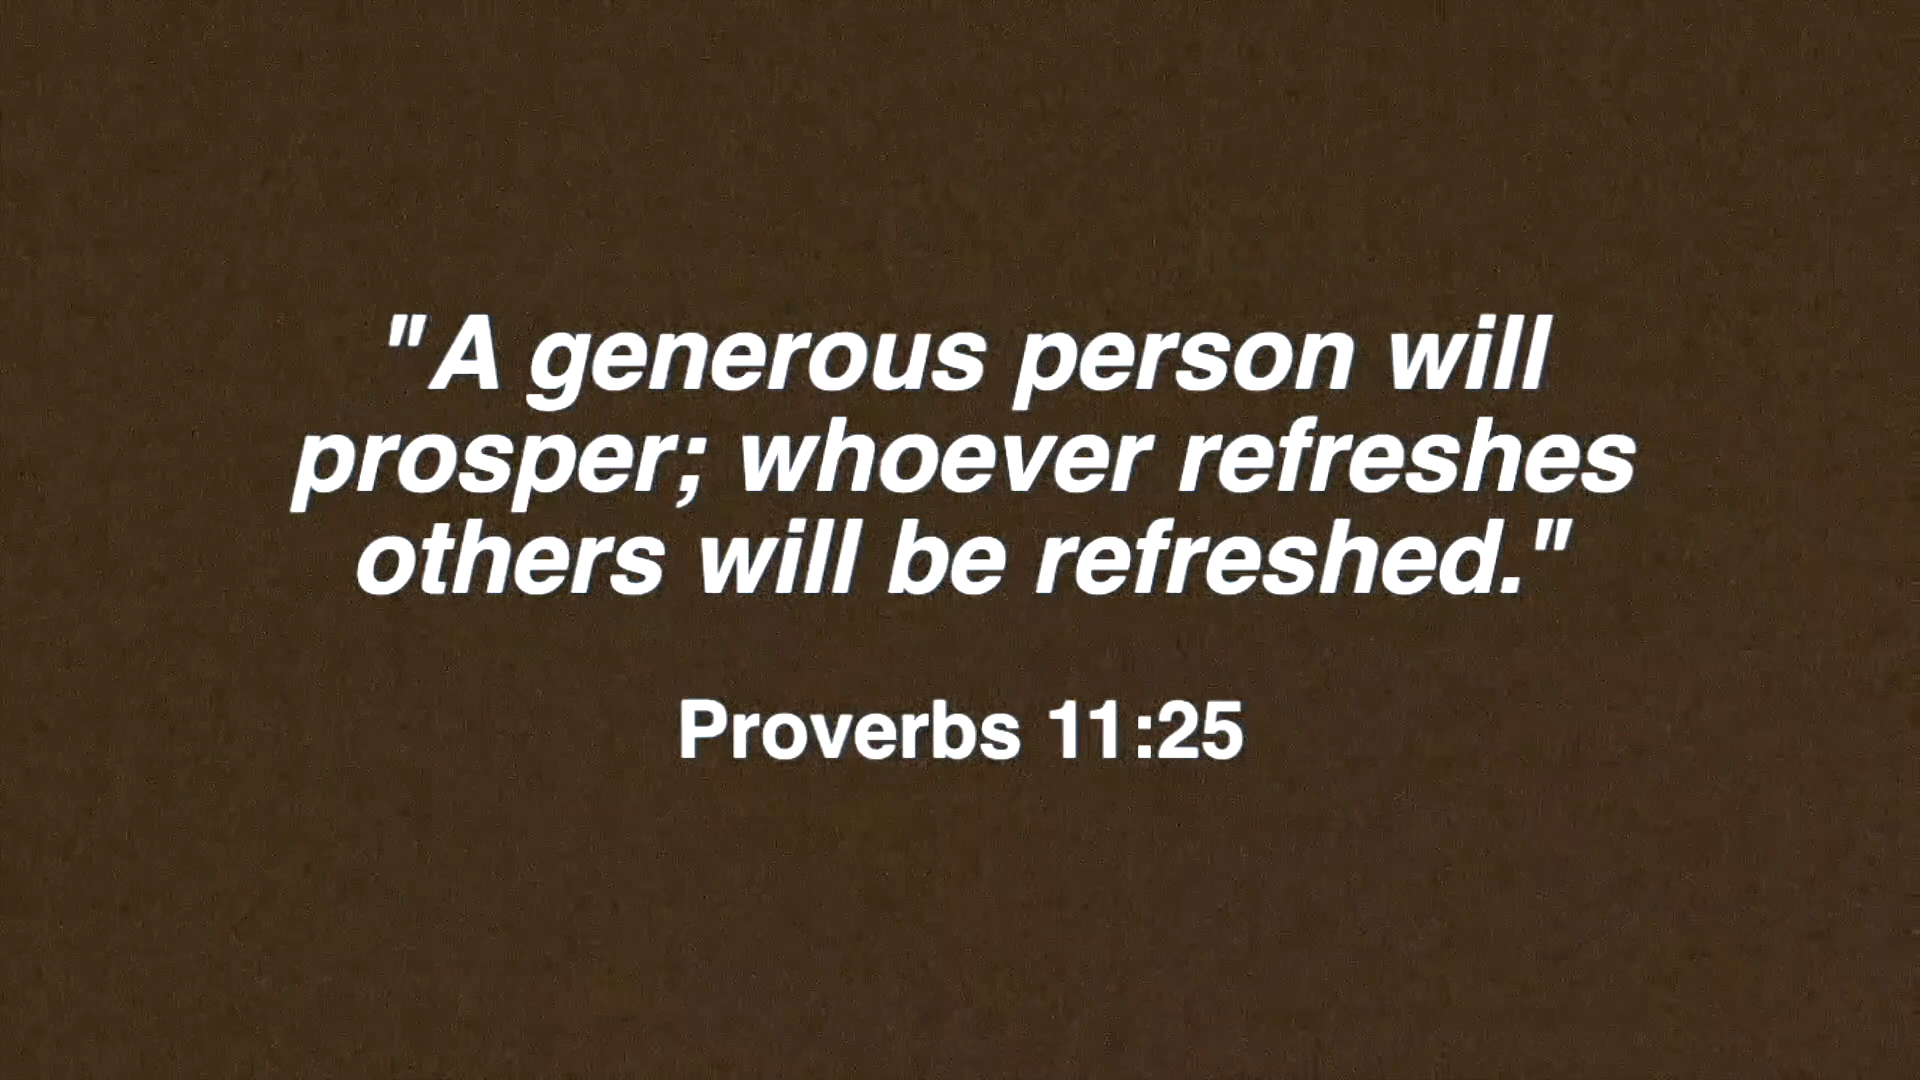 "A generous person will
prosper; whoever refreshes
others will be refreshed."
Proverbs 11:25